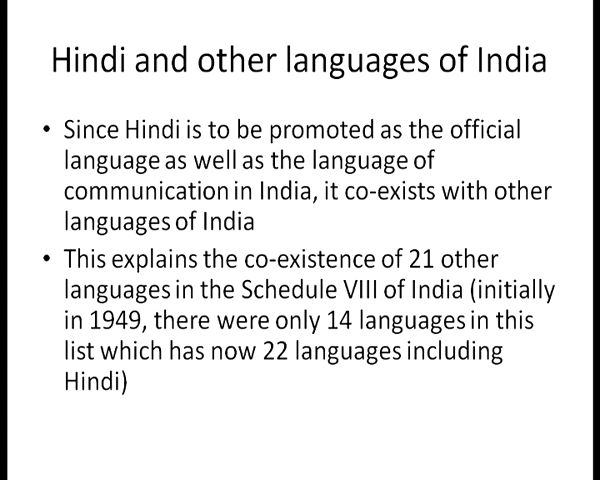 Hindi and other languages of India
• Since Hindi is to be promoted as the official
language as well as the language of
communication in India, it co-exists with other
languages of India
• This explains the co-existence of 21 other
languages in the Schedule VIII of India (initially
in 1949, there were only 14 languages in this
list which has now 22 languages including
Hindi)